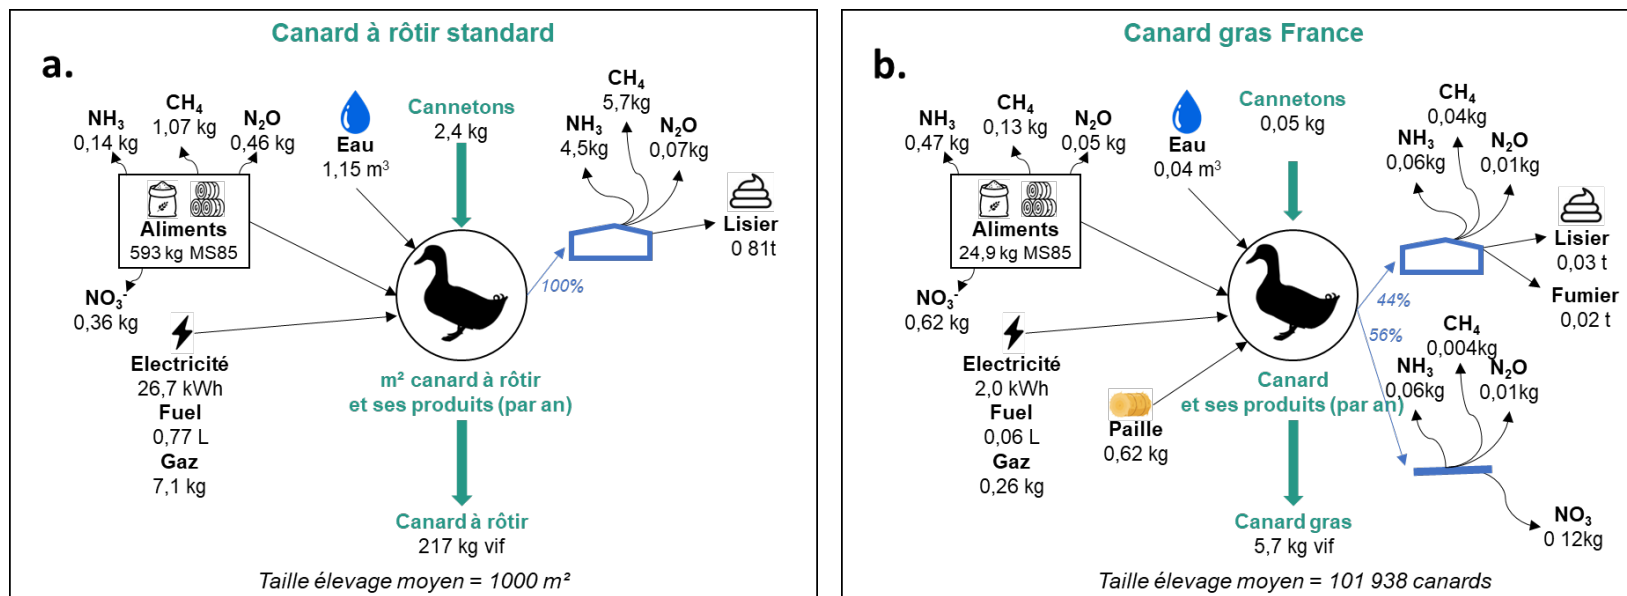 Canard à rôtir standard
a.
NH₃
0,14 kg
CH₄
1,07 kg
N₂O
0,46 kg
Eau
1,15 m³
Cannetons
2,4 kg
CH₄
5,7kg
NH₃
4,5kg
N₂O
0,07kg
Aliments
593 kg MS85
Lisier
0 81t
100%
NO₃⁻
0,36 kg
Electricité
26,7 kWh
Fuel
0,77 L
Gaz
7,1 kg
m² canard à rôtir
et ses produits (par an)
Canard à rôtir
217 kg vif
Taille élevage moyen = 1000 m²
Canard gras France
b.
NH₃
0,47 kg
CH₄
0,13 kg
N₂O
0,05 kg
Eau
0,04 m³
Cannetons
0,05 kg
CH₄
0,04kg
NH₃
0,06kg
N₂O
0,01kg
Aliments
24,9 kg MS85
Lisier
0,03 t
Fumier
0,02 t
44%
56%
NO₃⁻
0,62 kg
Electricité
2,0 kWh
Fuel
0,06 L
Gaz
0,26 kg
Paille
0,62 kg
Canard
et ses produits (par an)
CH₄
0,004kg
NH₃
0,06kg
N₂O
0,01kg
NO₃
0 12kg
Canard gras
5,7 kg vif
Taille élevage moyen = 101 938 canards